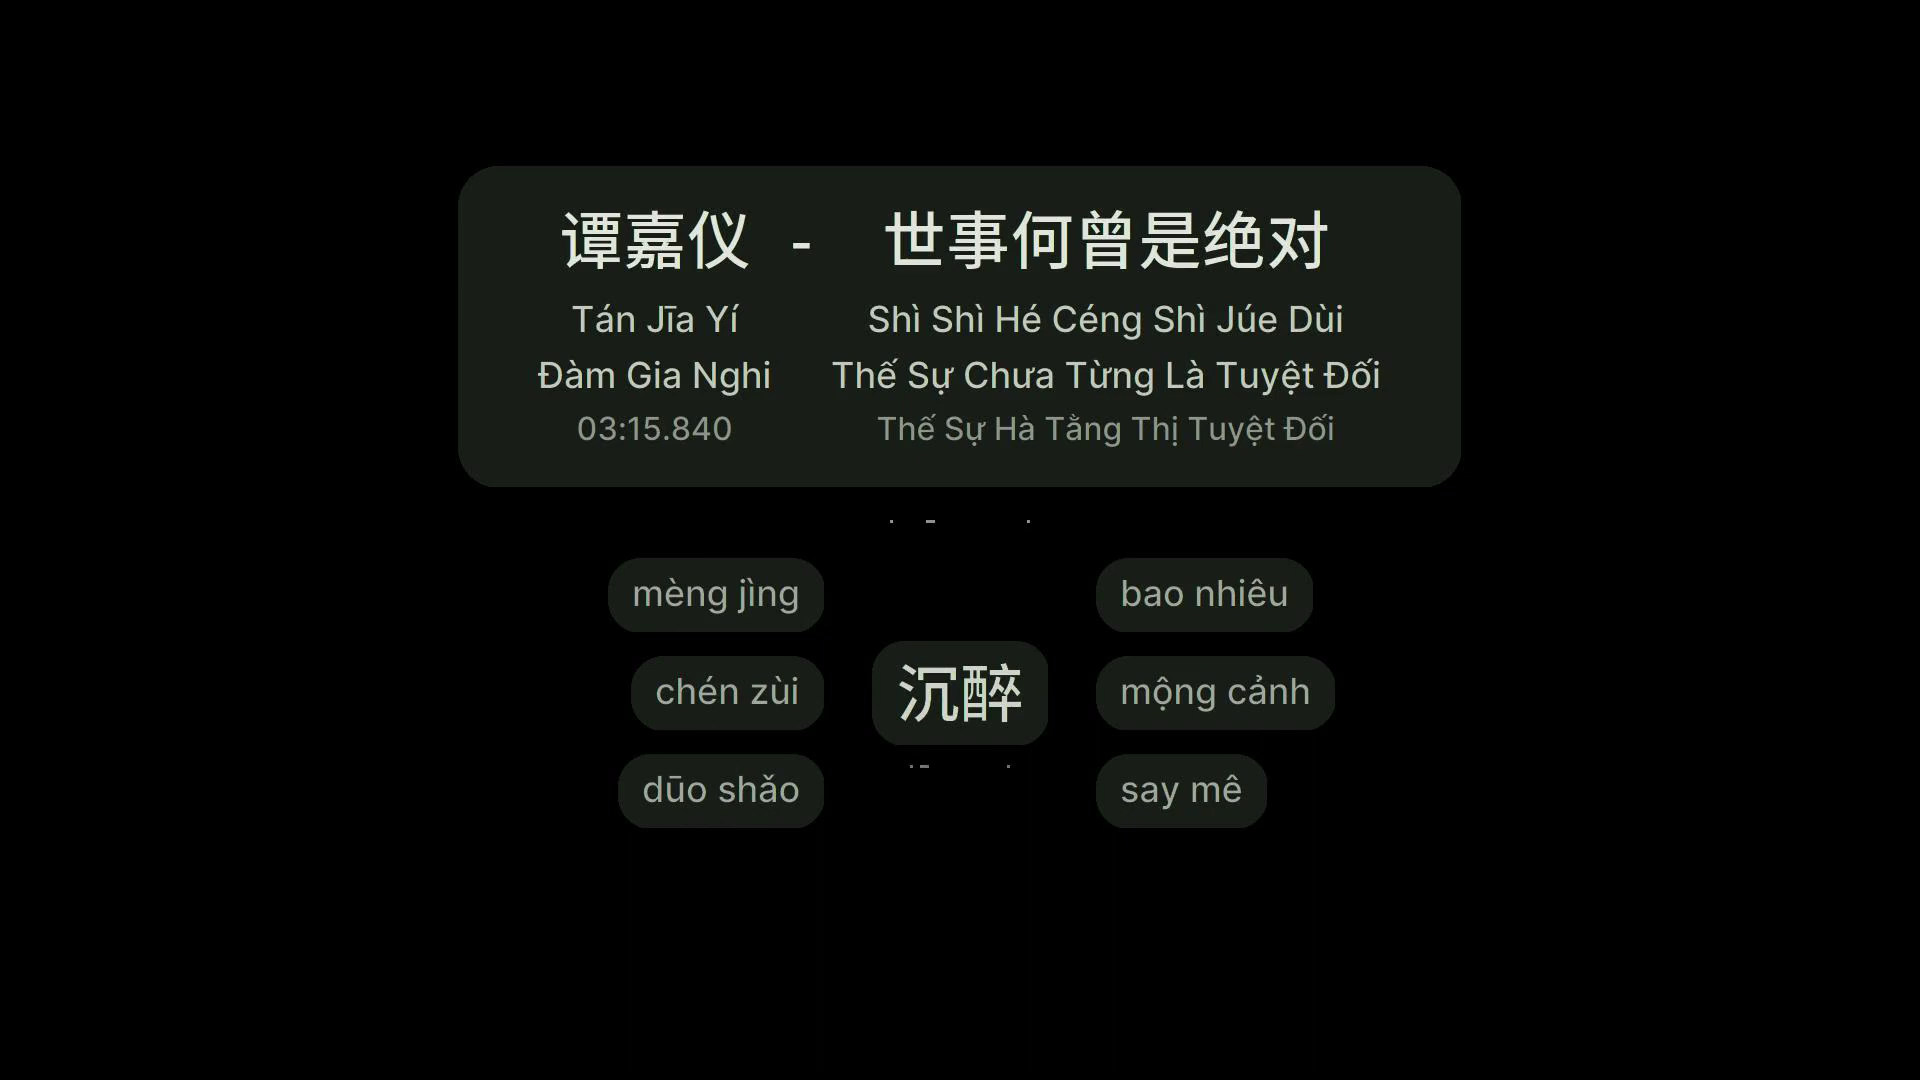 谭嘉仪 - 世事何曾是绝对
Tán Jīa Yí
Shì Shì Hé Céng Shì Júe Dùi
Đàm Gia Nghi
Thế Sự Chưa Từng Là Tuyệt Đối
03:15.840
Thế Sự Hà Tằng Thị Tuyệt Đối
mèng jìng
bao nhiêu
chén zùi
沉醉
mộng cảnh
dūo shǎo
say mê